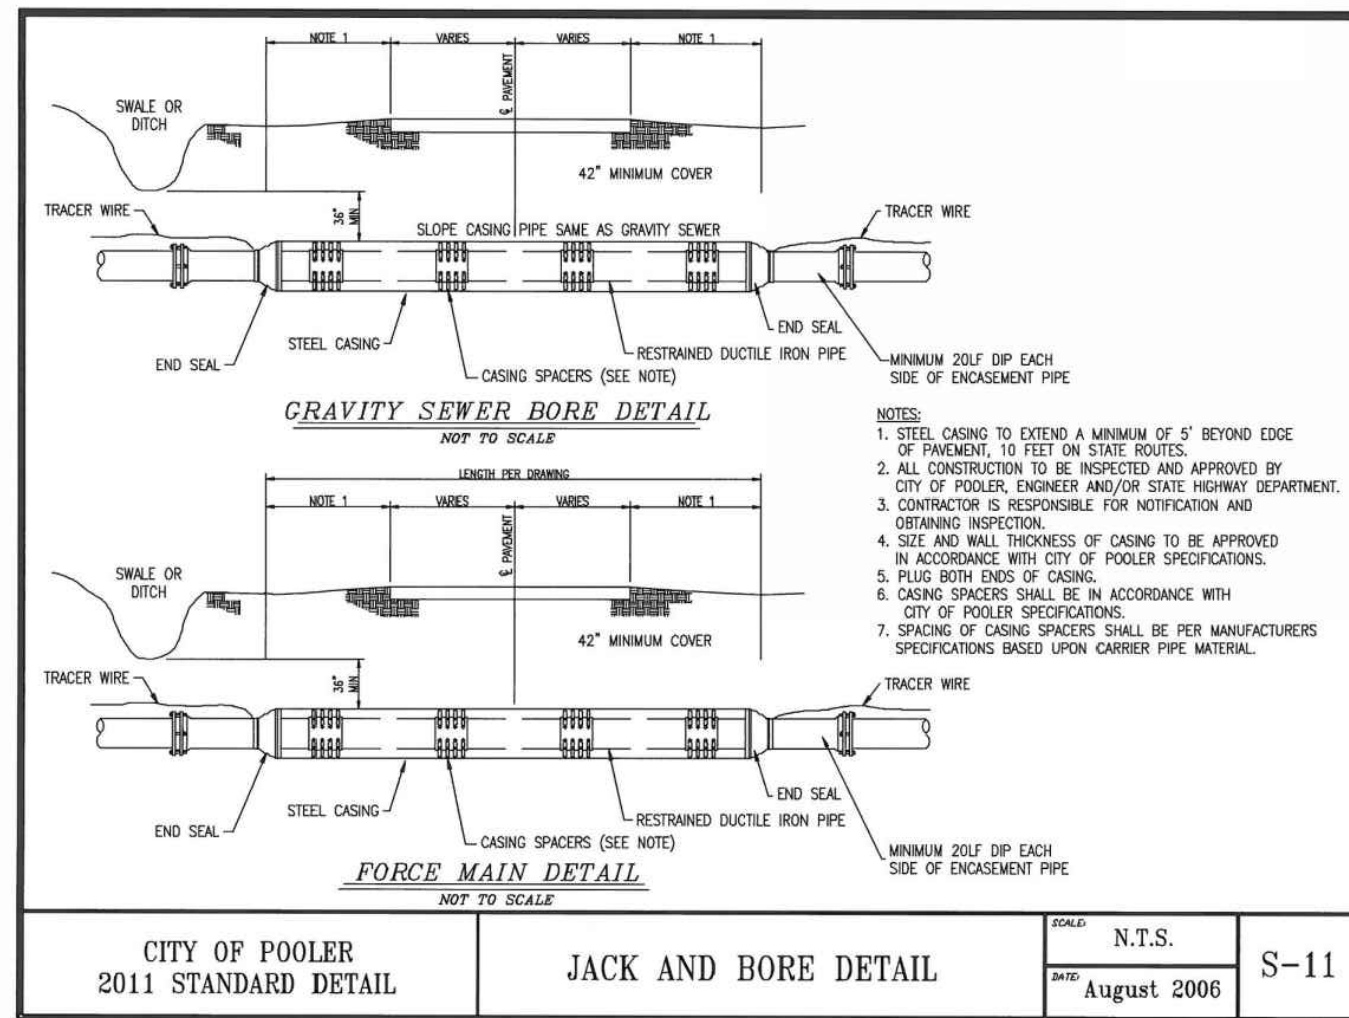 NOTE 1 VARIES VARIES NOTE 1
℄ PAVEMENT
SWALE OR
DITCH
42" MINIMUM COVER
TRACER WIRE
36"
MIN
TRACER WIRE
SLOPE CASING PIPE SAME AS GRAVITY SEWER
END SEAL
STEEL CASING
END SEAL
RESTRAINED DUCTILE IRON PIPE
CASING SPACERS (SEE NOTE)
MINIMUM 20LF DIP EACH
SIDE OF ENCASEMENT PIPE
GRAVITY SEWER BORE DETAIL
NOT TO SCALE
NOTES:
1. STEEL CASING TO EXTEND A MINIMUM OF 5' BEYOND EDGE
OF PAVEMENT, 10 FEET ON STATE ROUTES.
2. ALL CONSTRUCTION TO BE INSPECTED AND APPROVED BY
CITY OF POOLER, ENGINEER AND/OR STATE HIGHWAY DEPARTMENT.
3. CONTRACTOR IS RESPONSIBLE FOR NOTIFICATION AND
OBTAINING INSPECTION.
4. SIZE AND WALL THICKNESS OF CASING TO BE APPROVED
IN ACCORDANCE WITH CITY OF POOLER SPECIFICATIONS.
5. PLUG BOTH ENDS OF CASING.
6. CASING SPACERS SHALL BE IN ACCORDANCE WITH
CITY OF POOLER SPECIFICATIONS.
7. SPACING OF CASING SPACERS SHALL BE PER MANUFACTURERS
SPECIFICATIONS BASED UPON CARRIER PIPE MATERIAL.
LENGTH PER DRAWING
NOTE 1 VARIES VARIES NOTE 1
℄ PAVEMENT
SWALE OR
DITCH
42" MINIMUM COVER
TRACER WIRE
36"
MIN
TRACER WIRE
END SEAL
STEEL CASING
END SEAL
RESTRAINED DUCTILE IRON PIPE
CASING SPACERS (SEE NOTE)
MINIMUM 20LF DIP EACH
SIDE OF ENCASEMENT PIPE
FORCE MAIN DETAIL
NOT TO SCALE
CITY OF POOLER
2011 STANDARD DETAIL
JACK AND BORE DETAIL
SCALE:
N.T.S.
DATE:
August 2006
S-11